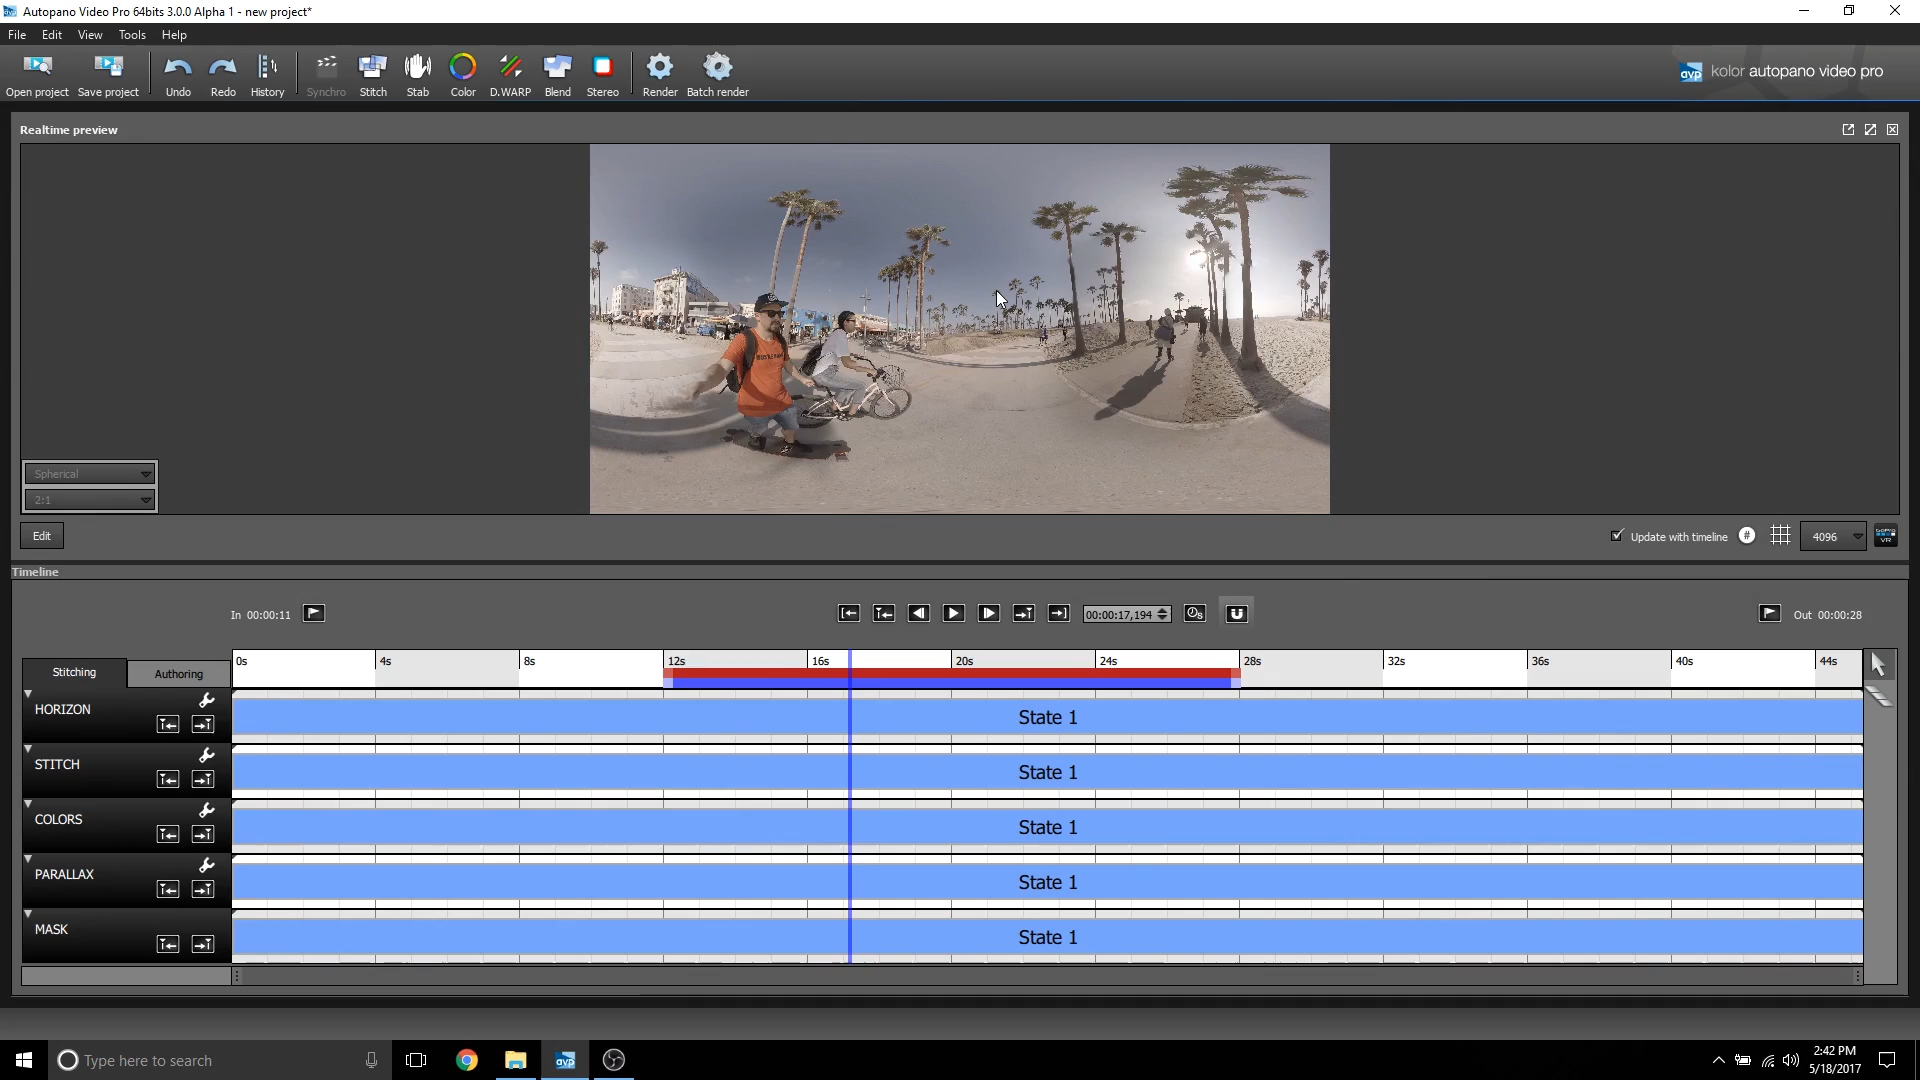 Autopano Video Pro 64bits 3.0.0 Alpha 1 - new project*
File Edit View Tools Help
Open project Save project Undo Redo History Synchro Stitch Stab Color D.WARP Blend Stereo Render Batch render
avp kolor autopano video pro
Realtime preview
Spherical
2:1
Edit
Update with timeline # 4096 GoPro VR
Timeline
In 00:00:11
00:00:17,194
Out 00:00:28
Stitching Authoring
0s 4s 8s 12s 16s 20s 24s 28s 32s 36s 40s 44s
HORIZON State 1
STITCH State 1
COLORS State 1
PARALLAX State 1
MASK State 1
Type here to search
avp
2:42 PM
5/18/2017